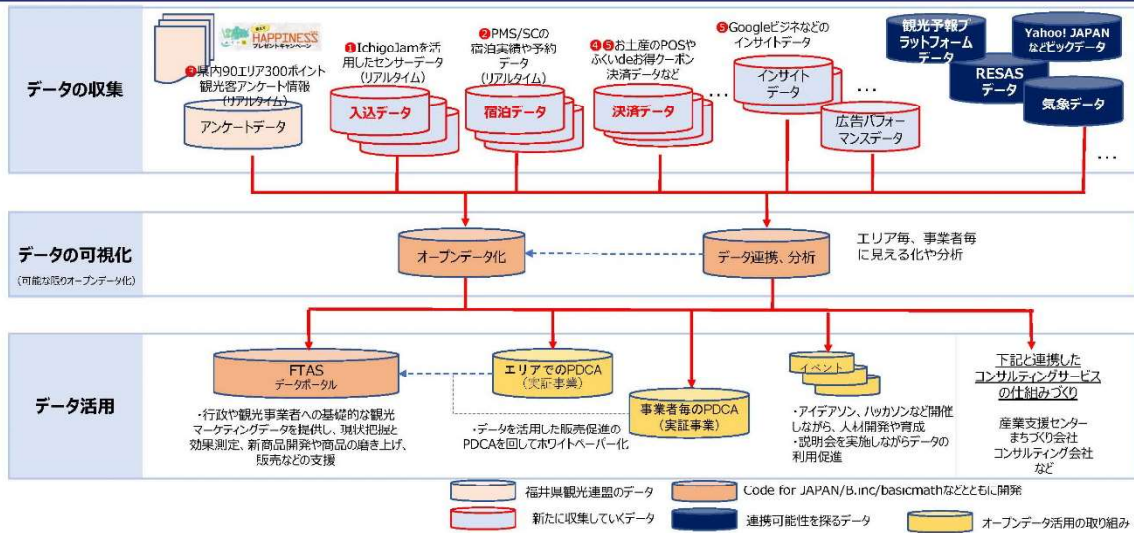 データの収集
HAPPINESS
プレゼントキャンペーン
❸県内90エリア300ポイント
観光客アンケート情報
(リアルタイム)
アンケートデータ
❶IchigoJamを活
用したセンサーデータ
(リアルタイム)
入込データ
❷PMS/SCの
宿泊実績や予約
データ
(リアルタイム)
宿泊データ
❹❺お土産のPOSや
ふくいdeお得クーポン
決済データなど
決済データ
…
❺Googleビジネなどの
インサイトデータ
インサイト
データ
…
広告パフォー
マンスデータ
観光予報プ
ラットフォーム
データ
Yahoo! JAPAN
などビックデータ
RESAS
データ
気象データ
…
データの可視化
(可能な限りオープンデータ化)
オープンデータ化
データ連携、分析
エリア毎、事業者毎
に見える化や分析
データ活用
FTAS
データポータル
・行政や観光事業者への基礎的な観光
マーケティングデータを提供し、現状把握と
効果測定、新商品開発や商品の磨き上げ、
販売などの支援
エリアでのPDCA
(実証事業)
・データを活用した販売促進の
PDCAを回してホワイトペーパー化
事業者毎のPDCA
(実証事業)
イベント
・アイデアソン、ハッカソンなど開催
しながら、人材開発や育成
・説明会を実施しながらデータの
利用促進
下記と連携した
コンサルティングサービス
の仕組みづくり
産業支援センター
まちづくり会社
コンサルティング会社
など
福井県観光連盟のデータ
Code for JAPAN/B.inc/basicmathなどとともに開発
新たに収集していくデータ
連携可能性を探るデータ
オープンデータ活用の取り組み